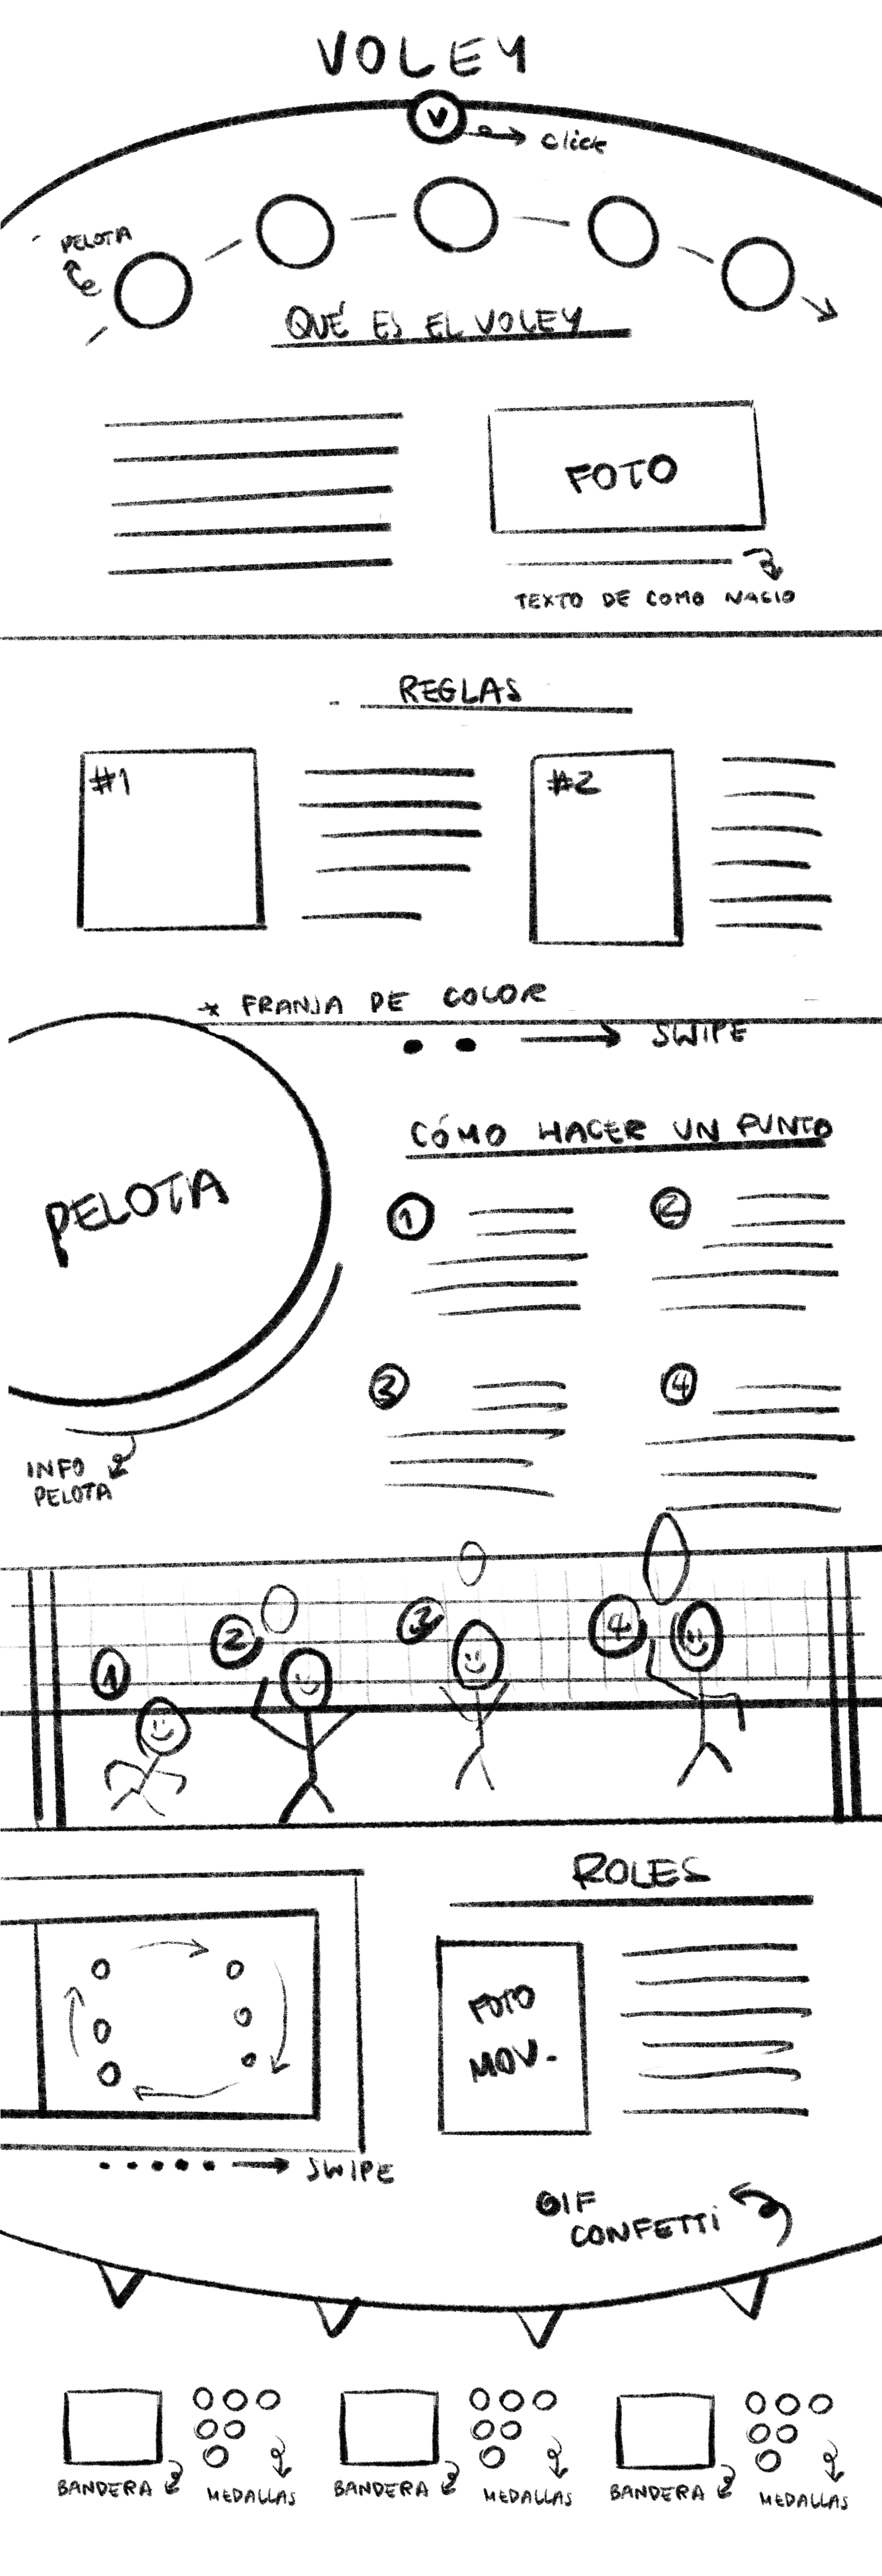 VOLEY
V
click
PELOTA
QUÉ ES EL VOLEY
FOTO
TEXTO DE COMO NACIO
REGLAS
#1
#2
* FRANJA DE COLOR
SWIPE
CÓMO HACER UN PUNTO
PELOTA
1
2
3
4
INFO
PELOTA
1
2
3
4
ROLES
FOTO
MOV.
SWIPE
GIF
CONFETTI
BANDERA
MEDALLAS
BANDERA
MEDALLAS
BANDERA
MEDALLAS